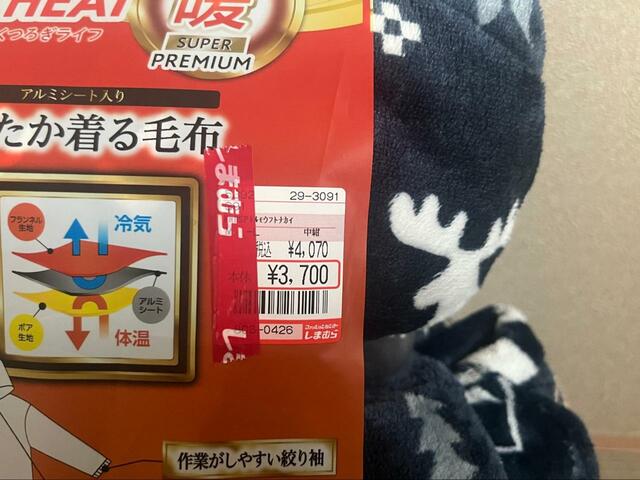 HEAT
くつろぎライフ
暖
SUPER
PREMIUM
アルミシート入り
たか着る毛布
しまむら
29-3091
中紺
税込 ¥4,070
本体 ¥3,700
-0426
しまむら
フランネル
生地
冷気
アルミ
シート
ボア
生地
体温
し
作業がしやすい絞り袖